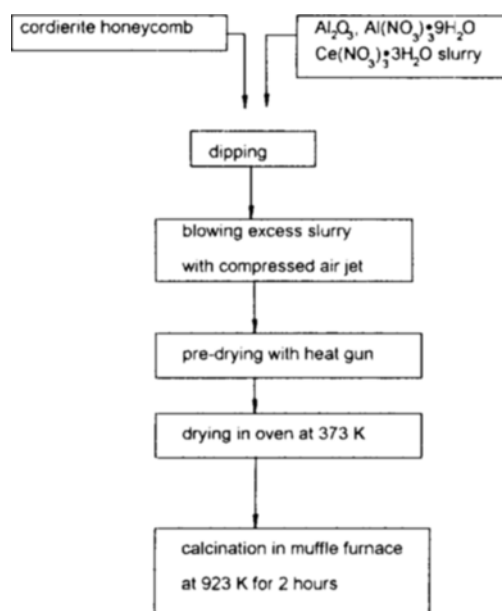 cordierite honeycomb
Al₂O₃, Al(NO₃)₃•9H₂O
Ce(NO₃)₃•3H₂O slurry
dipping
blowing excess slurry
with compressed air jet
pre-drying with heat gun
drying in oven at 373 K
calcination in muffle furnace
at 923 K for 2 hours